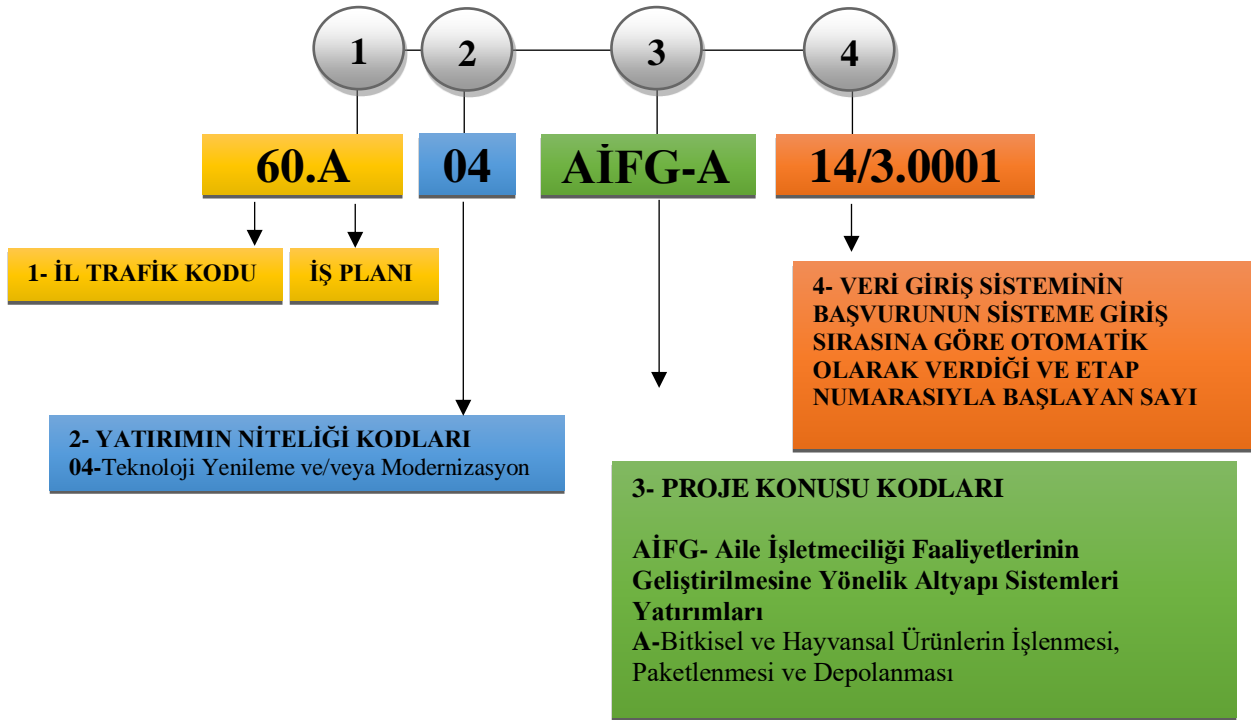 1 2 3 4
60.A 04 AİFG-A 14/3.0001
1- İL TRAFİK KODU İŞ PLANI
4- VERİ GİRİŞ SİSTEMİNİN
BAŞVURUNUN SİSTEME GİRİŞ
SIRASINA GÖRE OTOMATİK
OLARAK VERDİĞİ VE ETAP
NUMARASIYLA BAŞLAYAN SAYI
2- YATIRIMIN NİTELİĞİ KODLARI
04-Teknoloji Yenileme ve/veya Modernizasyon
3- PROJE KONUSU KODLARI
AİFG- Aile İşletmeciliği Faaliyetlerinin
Geliştirilmesine Yönelik Altyapı Sistemleri
Yatırımları
A-Bitkisel ve Hayvansal Ürünlerin İşlenmesi,
Paketlenmesi ve Depolanması